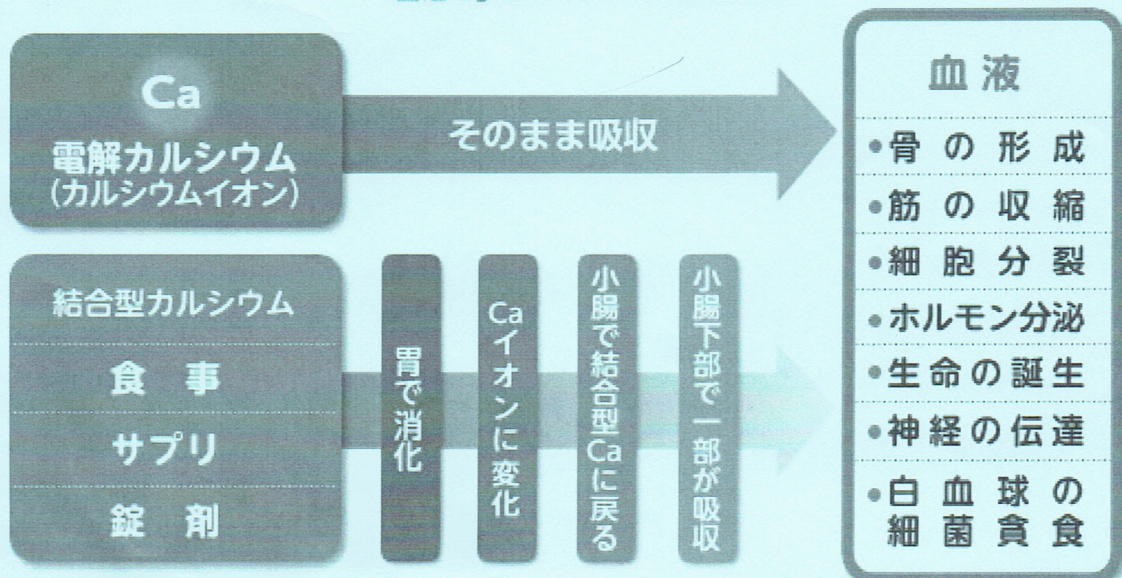 Ca
電解カルシウム
(カルシウムイオン)
そのまま吸収
結合型カルシウム
食事
サプリ
錠剤
胃で消化
Caイオンに変化
小腸で結合型Caに戻る
小腸下部で一部が吸収
血液
•骨の形成
•筋の収縮
•細胞分裂
•ホルモン分泌
•生命の誕生
•神経の伝達
•白血球の
細菌貪食